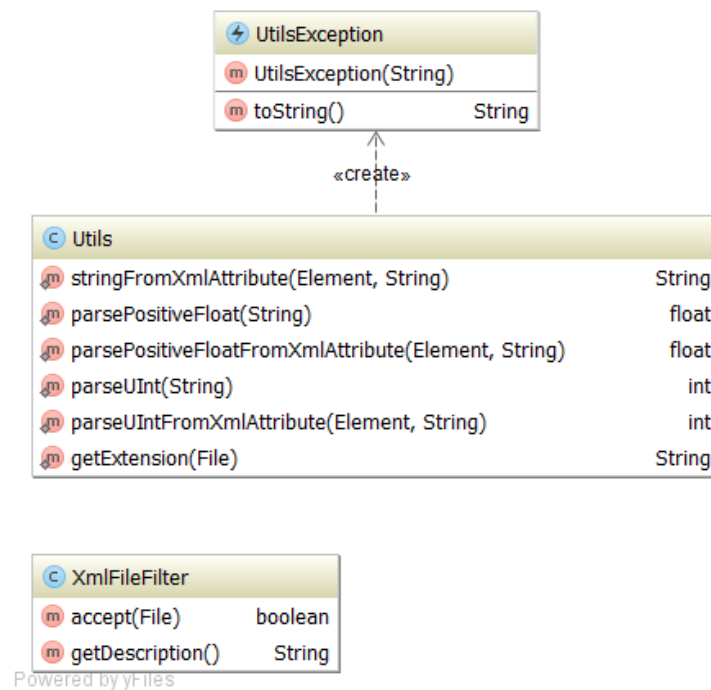 UtilsException
m UtilsException(String)
m toString() String
«create»
C Utils
m stringFromXmlAttribute(Element, String) String
m parsePositiveFloat(String) float
m parsePositiveFloatFromXmlAttribute(Element, String) float
m parseUInt(String) int
m parseUIntFromXmlAttribute(Element, String) int
m getExtension(File) String
C XmlFileFilter
m accept(File) boolean
m getDescription() String
Powered by yFiles